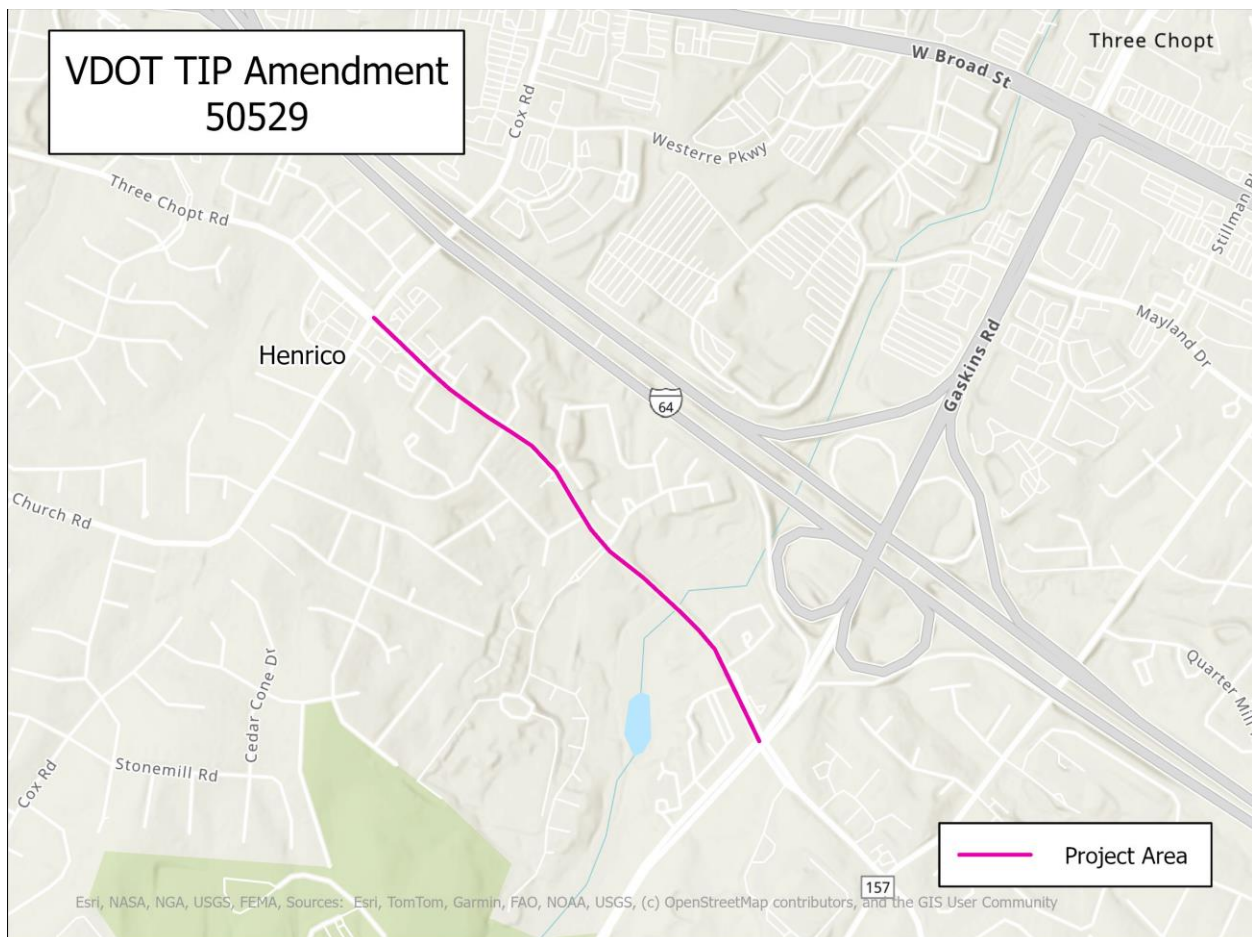 VDOT TIP Amendment
50529
Three Chopt
W Broad St
Cox Rd
Westerre Pkwy
Three Chopt Rd
Stillman Pl
Mayland Dr
Gaskins Rd
Henrico
64
Church Rd
Cedar Cone Dr
Quarter Mill
Stonemill Rd
Cox Rd
Project Area
157
Esri, NASA, NGA, USGS, FEMA, Sources: Esri, TomTom, Garmin, FAO, NOAA, USGS, (c) OpenStreetMap contributors, and the GIS User Community